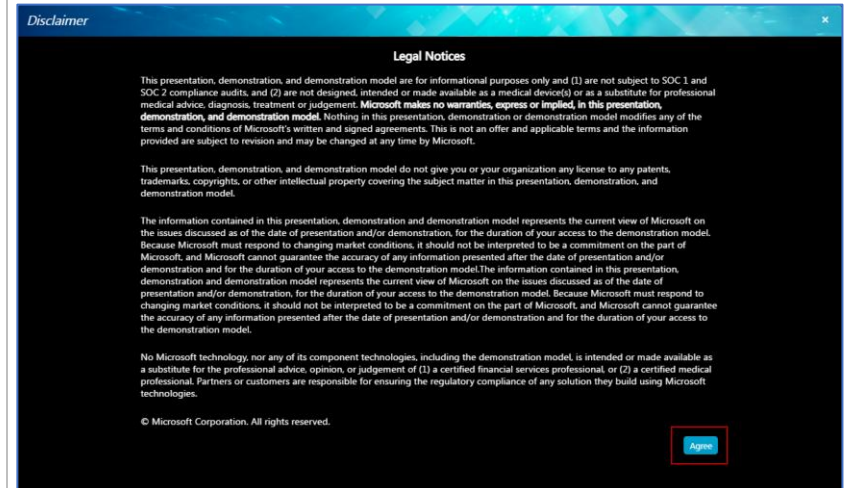 Disclaimer
×
Legal Notices
This presentation, demonstration, and demonstration model are for informational purposes only and (1) are not subject to SOC 1 and
SOC 2 compliance audits, and (2) are not designed, intended or made available as a medical device(s) or as a substitute for professional
medical advice, diagnosis, treatment or judgement. Microsoft makes no warranties, express or implied, in this presentation,
demonstration, and demonstration model. Nothing in this presentation, demonstration or demonstration model modifies any of the
terms and conditions of Microsoft's written and signed agreements. This is not an offer and applicable terms and the information
provided are subject to revision and may be changed at any time by Microsoft.
This presentation, demonstration, and demonstration model do not give you or your organization any license to any patents,
trademarks, copyrights, or other intellectual property covering the subject matter in this presentation, demonstration, and
demonstration model.
The information contained in this presentation, demonstration and demonstration model represents the current view of Microsoft on
the issues discussed as of the date of presentation and/or demonstration, for the duration of your access to the demonstration model.
Because Microsoft must respond to changing market conditions, it should not be interpreted to be a commitment on the part of
Microsoft, and Microsoft cannot guarantee the accuracy of any information presented after the date of presentation and/or
demonstration and for the duration of your access to the demonstration model.The information contained in this presentation,
demonstration and demonstration model represents the current view of Microsoft on the issues discussed as of the date of
presentation and/or demonstration, for the duration of your access to the demonstration model. Because Microsoft must respond to
changing market conditions, it should not be interpreted to be a commitment on the part of Microsoft, and Microsoft cannot guarantee
the accuracy of any information presented after the date of presentation and/or demonstration and for the duration of your access to
the demonstration model.
No Microsoft technology, nor any of its component technologies, including the demonstration model, is intended or made available as
a substitute for the professional advice, opinion, or judgement of (1) a certified financial services professional, or (2) a certified medical
professional. Partners or customers are responsible for ensuring the regulatory compliance of any solution they build using Microsoft
technologies.
© Microsoft Corporation. All rights reserved.
Agree